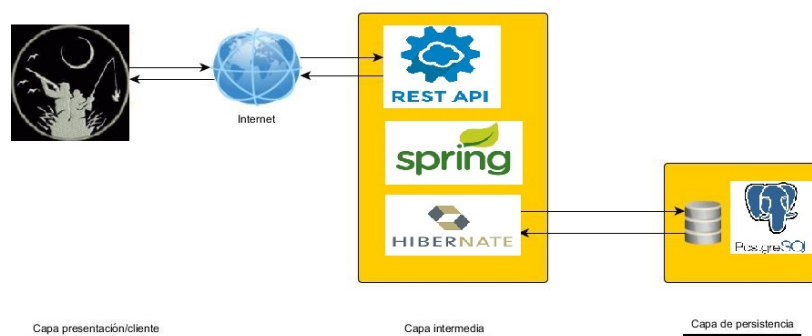 Internet
REST API
spring
HIBERNATE
PostgreSQL
Capa presentación/cliente
Capa intermedia
Capa de persistencia